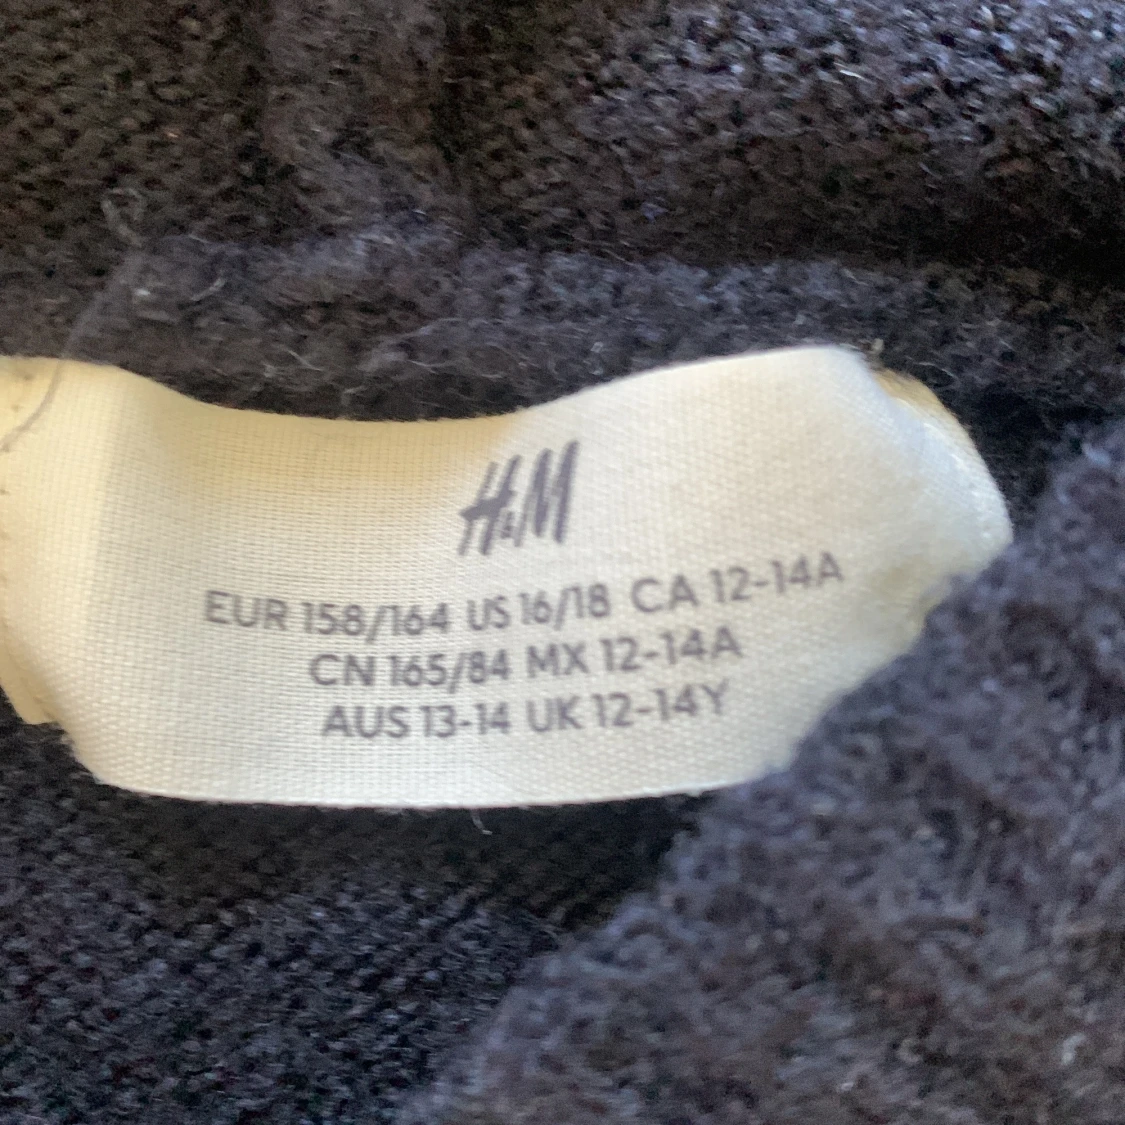 H&M
EUR 158/164 US 16/18 CA 12-14A
CN 165/84 MX 12-14A
AUS 13-14 UK 12-14Y